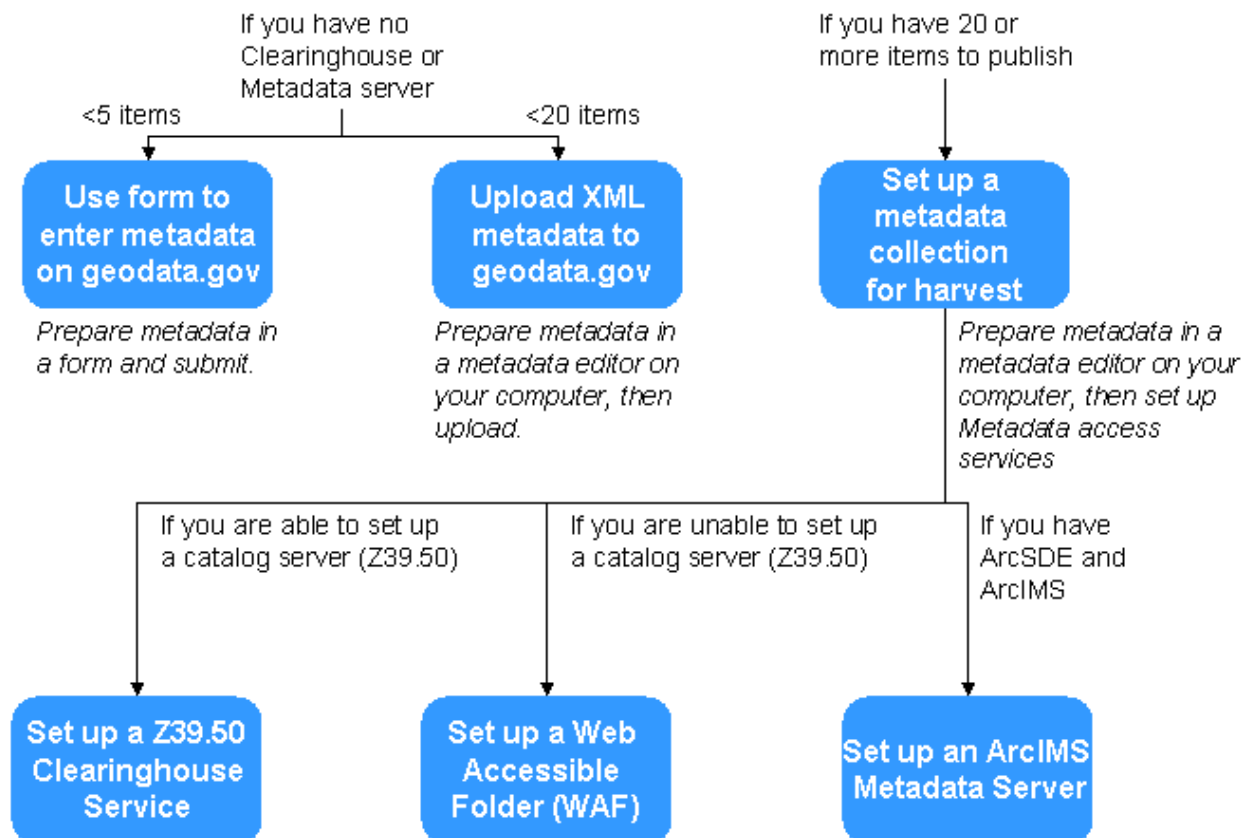 If you have no
Clearinghouse or
Metadata server
<5 items
<20 items
If you have 20 or
more items to publish
Use form to
enter metadata
on geodata.gov
Upload XML
metadata to
geodata.gov
Set up a
metadata
collection
for harvest
Prepare metadata in
a form and submit.
Prepare metadata in
a metadata editor on
your computer, then
upload.
Prepare metadata in a
metadata editor on your
computer, then set up
Metadata access
services
If you are able to set up
a catalog server (Z39.50)
If you are unable to set up
a catalog server (Z39.50)
If you have
ArcSDE and
ArcIMS
Set up a Z39.50
Clearinghouse
Service
Set up a Web
Accessible
Folder (WAF)
Set up an ArcIMS
Metadata Server